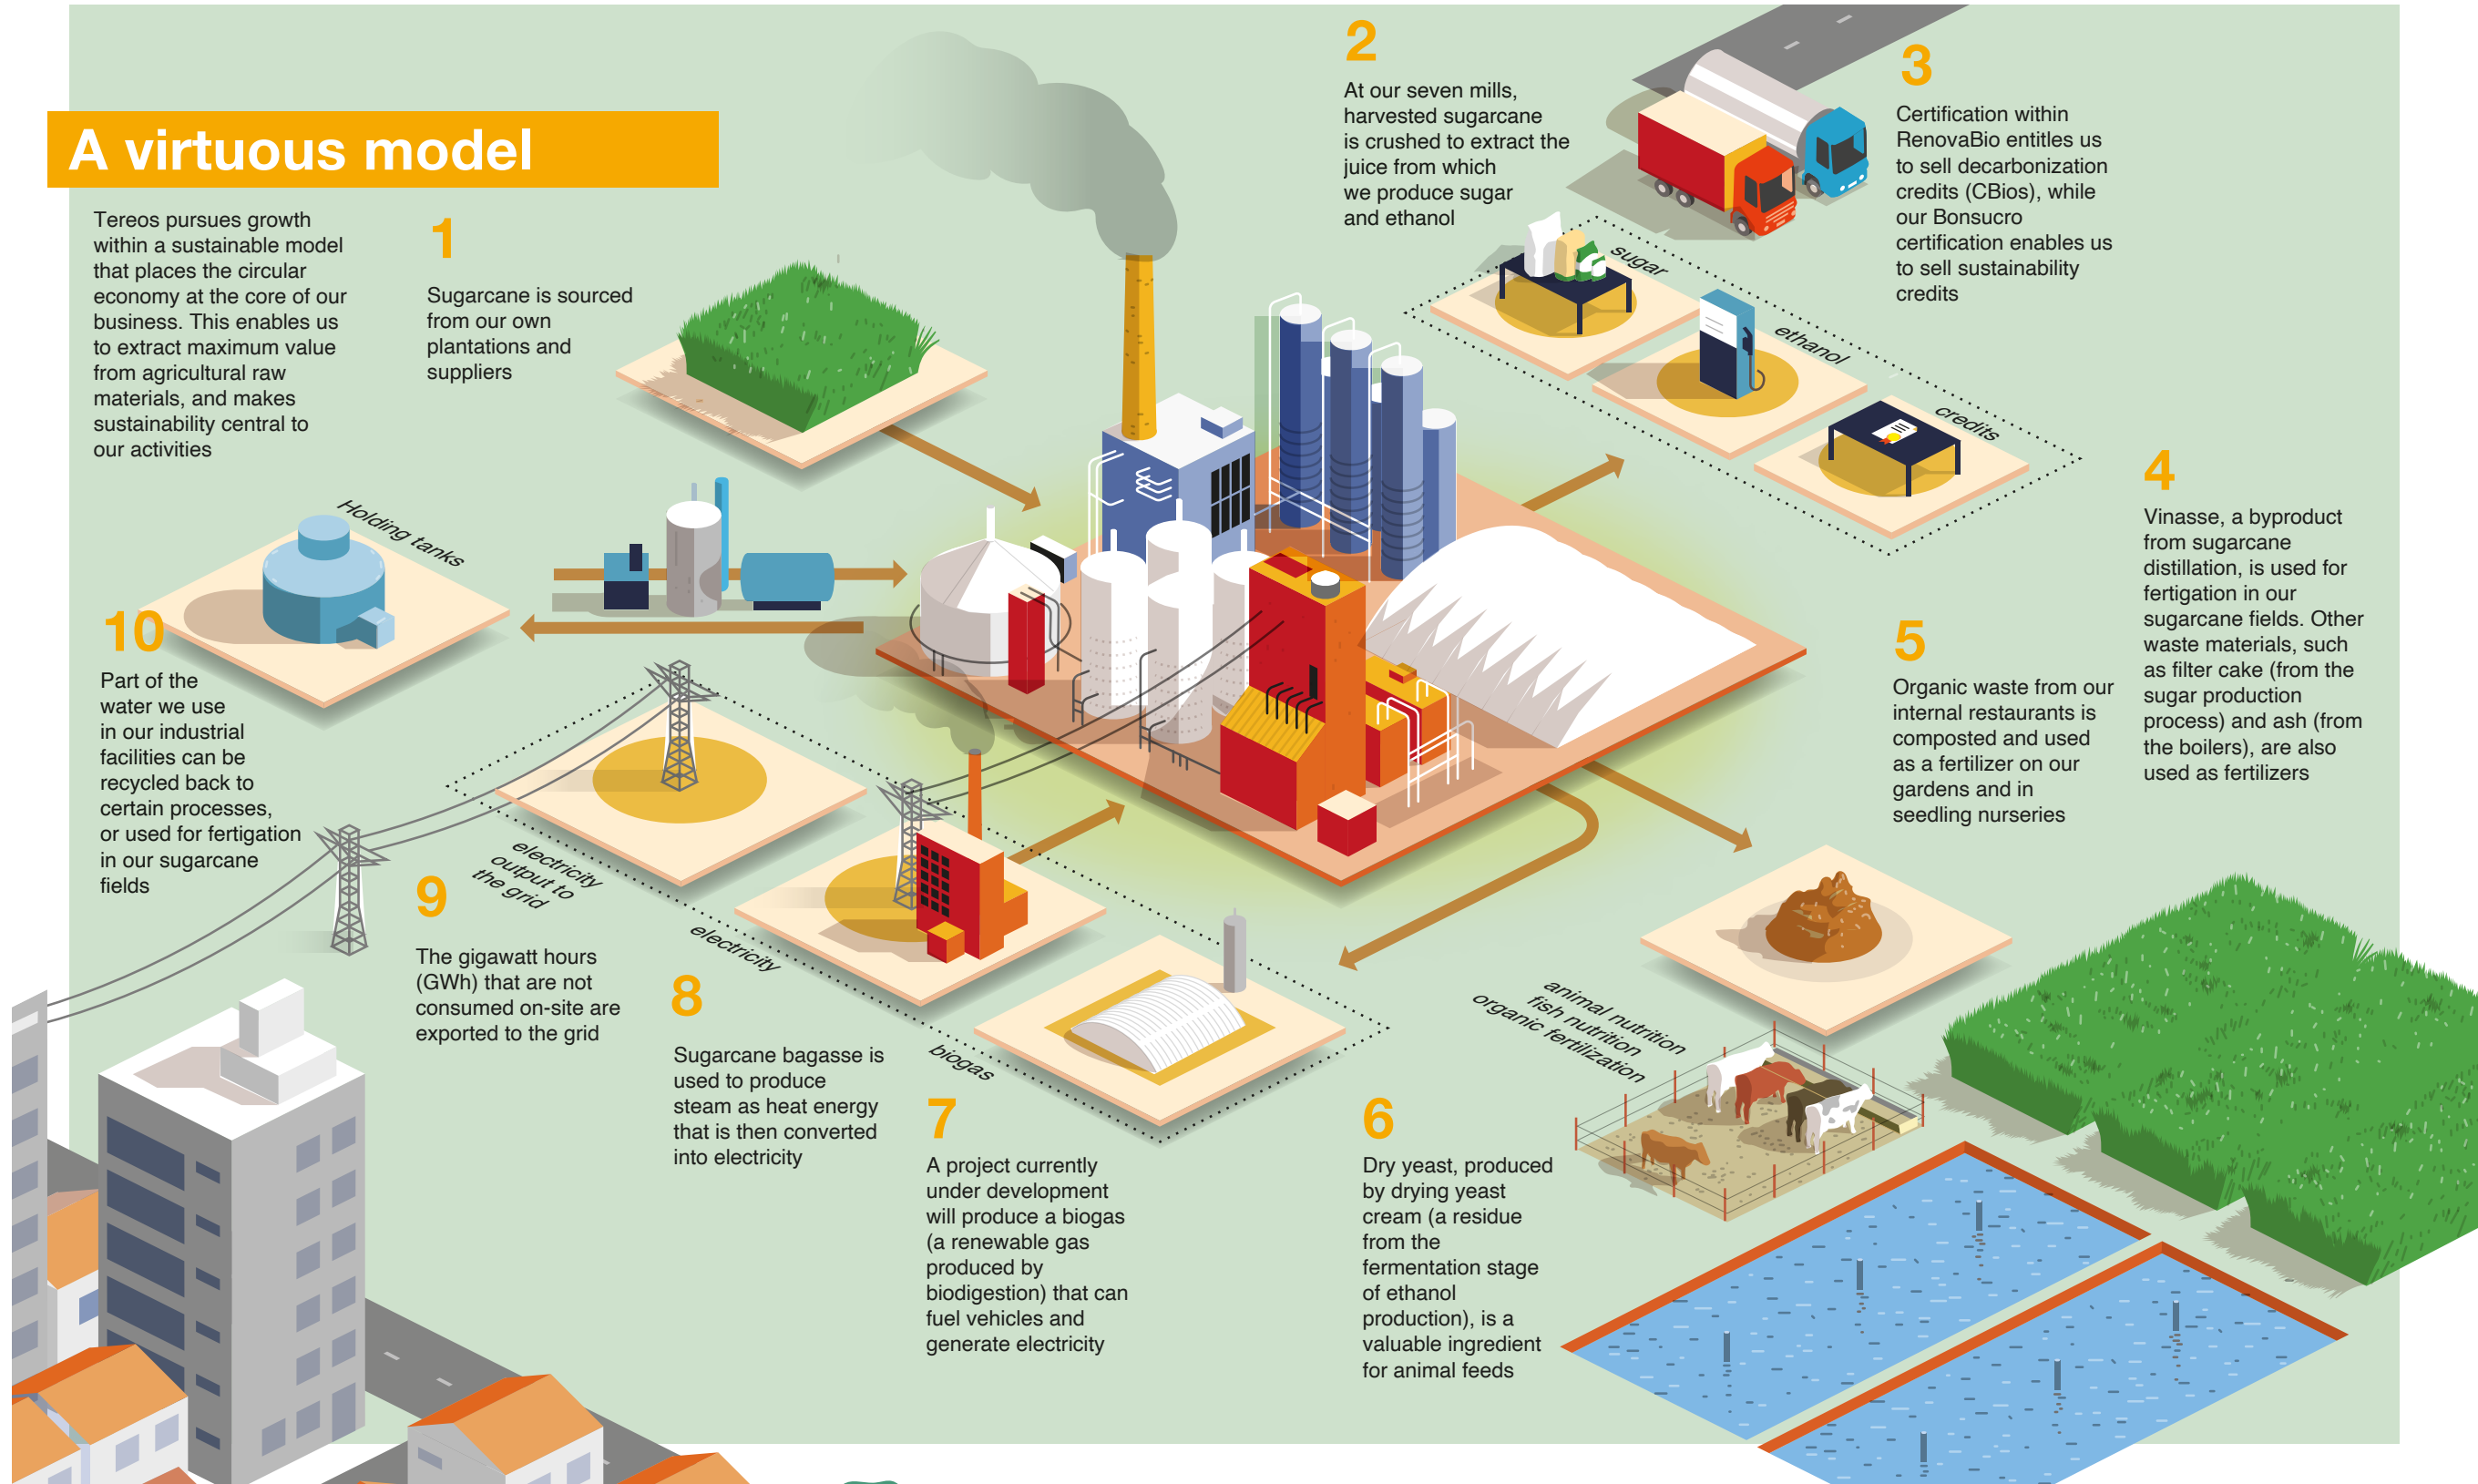 A virtuous model
Tereos pursues growth
within a sustainable model
that places the circular
economy at the core of our
business. This enables us
to extract maximum value
from agricultural raw
materials, and makes
sustainability central to
our activities
1
Sugarcane is sourced
from our own
plantations and
suppliers
2
At our seven mills,
harvested sugarcane
is crushed to extract the
juice from which
we produce sugar
and ethanol
3
Certification within
RenovaBio entitles us
to sell decarbonization
credits (CBios), while
our Bonsucro
certification enables us
to sell sustainability
credits
sugar
ethanol
credits
4
Vinasse, a byproduct
from sugarcane
distillation, is used for
fertigation in our
sugarcane fields. Other
waste materials, such
as filter cake (from the
sugar production
process) and ash (from
the boilers), are also
used as fertilizers
5
Organic waste from our
internal restaurants is
composted and used
as a fertilizer on our
gardens and in
seedling nurseries
animal nutrition
fish nutrition
organic fertilization
6
Dry yeast, produced
by drying yeast
cream (a residue
from the
fermentation stage
of ethanol
production), is a
valuable ingredient
for animal feeds
biogas
7
A project currently
under development
will produce a biogas
(a renewable gas
produced by
biodigestion) that can
fuel vehicles and
generate electricity
electricity
8
Sugarcane bagasse is
used to produce
steam as heat energy
that is then converted
into electricity
electricity
output to
the grid
9
The gigawatt hours
(GWh) that are not
consumed on-site are
exported to the grid
Holding tanks
10
Part of the
water we use
in our industrial
facilities can be
recycled back to
certain processes,
or used for fertigation
in our sugarcane
fields